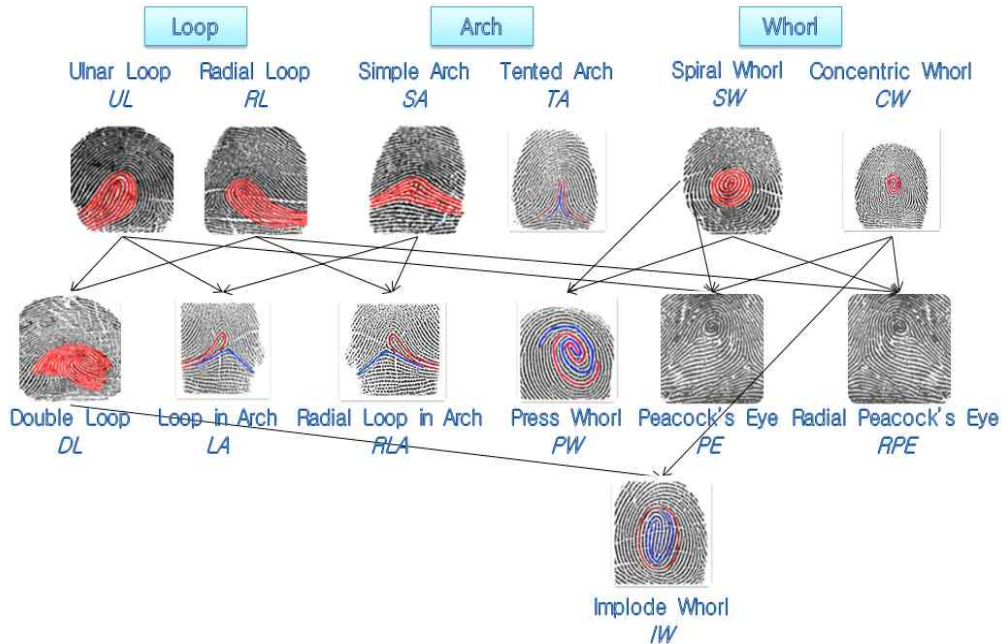 Loop Arch Whorl
Ulnar Loop Radial Loop Simple Arch Tented Arch Spiral Whorl Concentric Whorl
UL RL SA TA SW CW
Double Loop Loop in Arch Radial Loop in Arch Press Whorl Peacock's Eye Radial Peacock's Eye
DL LA RLA PW PE RPE
Implode Whorl
IW